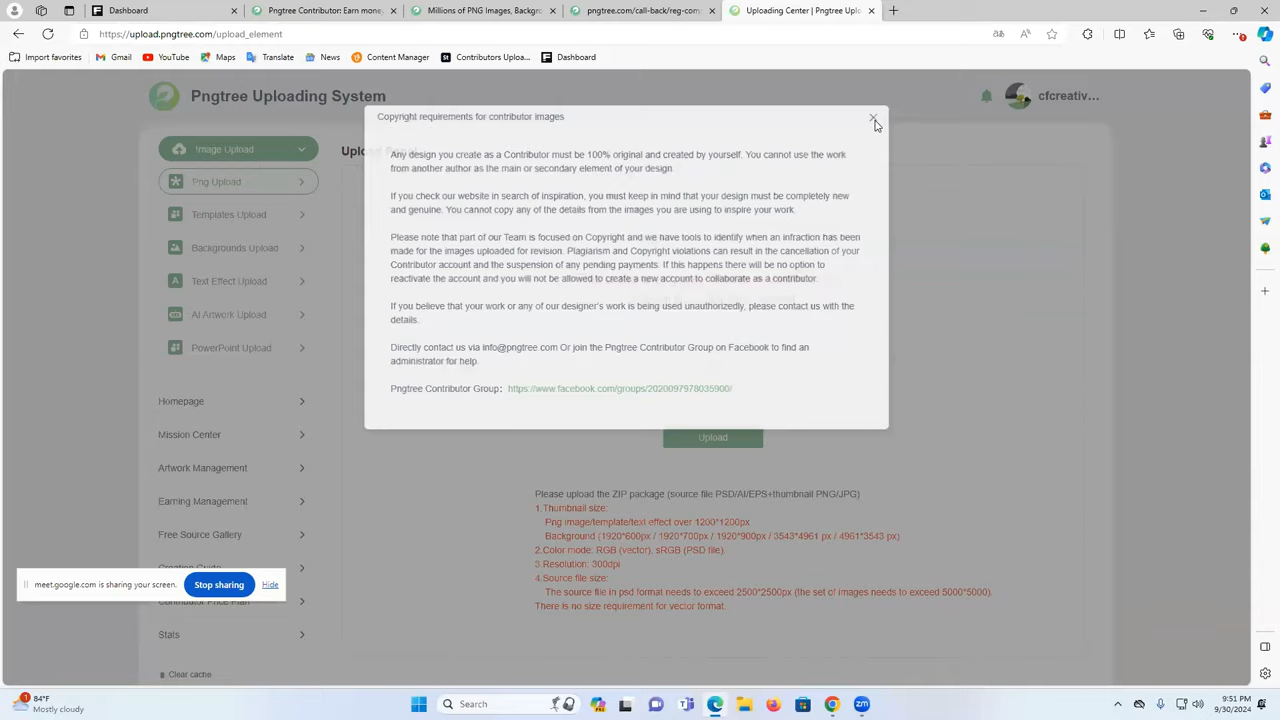 Dashboard
Pngtree Contributor: Earn money
Millions of PNG Images, Backgr
pngtree.com/call-back/reg-com
Uploading Center | Pngtree Uplo
https://upload.pngtree.com/upload_element
Import favorites
Gmail
YouTube
Maps
Translate
News
Content Manager
Contributors Uploa...
Dashboard
Pngtree Uploading System
cfcreativ...
Copyright requirements for contributor images
Any design you create as a Contributor must be 100% original and created by yourself. You cannot use the work
from another author as the main or secondary element of your design.
If you check our website in search of inspiration, you must keep in mind that your design must be completely new
and genuine. You cannot copy any of the details from the images you are using to inspire your work.
Please note that part of our Team is focused on Copyright and we have tools to identify when an infraction has been
made for the images uploaded for revision. Plagiarism and Copyright violations can result in the cancellation of your
Contributor account and the suspension of any pending payments. If this happens there will be no option to
reactivate the account and you will not be allowed to create a new account to collaborate as a contributor.
If you believe that your work or any of our designer's work is being used unauthorizedly, please contact us with the
details.
Directly contact us via info@pngtree.com Or join the Pngtree Contributor Group on Facebook to find an
administrator for help.
Pngtree Contributor Group： https://www.facebook.com/groups/2020097978035900/
Image Upload
Png Upload
Templates Upload
Backgrounds Upload
Text Effect Upload
AI Artwork Upload
PowerPoint Upload
Homepage
Mission Center
Artwork Management
Earning Management
Free Source Gallery
Creation Guide
Contributor Price Plan
Stats
Clear cache
Upload
Upload
Please upload the ZIP package (source file PSD/AI/EPS+thumbnail PNG/JPG)
1.Thumbnail size:
Png image/template/text effect over 1200*1200px
Background (1920*600px / 1920*700px / 1920*900px / 3543*4961 px / 4961*3543 px)
2.Color mode: RGB (vector), sRGB (PSD file).
3.Resolution: 300dpi
4.Source file size:
The source file in psd format needs to exceed 2500*2500px (the set of images needs to exceed 5000*5000).
There is no size requirement for vector format.
meet.google.com is sharing your screen.
Stop sharing
Hide
84°F
Mostly cloudy
Search
9:51 PM
9/30/2024